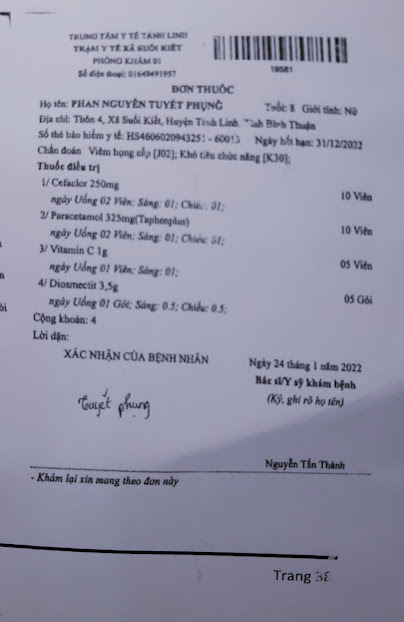 TRUNG TÂM Y TẾ TÁNH LINH
TRẠM Y TẾ XÃ SUỐI KIẾT
PHÒNG KHÁM 01
Số điện thoại: 01649491957
19581
ĐƠN THUỐC
Họ tên: PHAN NGUYỄN TUYẾT PHỤNG Tuổi: 8 Giới tính: Nữ
Địa chỉ: Thôn 4, Xã Suối Kiết, Huyện Tánh Linh, Tỉnh Bình Thuận
Số thẻ bảo hiểm y tế: HS4606020943251 - 60013 Ngày hết hạn: 31/12/2022
Chẩn đoán Viêm họng cấp [J02]; Khó tiêu chức năng [K30];
Thuốc điều trị
1/ Cefaclor 250mg 10 Viên
ngày Uống 02 Viên; Sáng: 01; Chiều: 01;
2/ Paracetamol 325mg(Taphenplus) 10 Viên
ngày Uống 02 Viên; Sáng: 01; Chiều: 01;
3/ Vitamin C 1g 05 Viên
ngày Uống 01 Viên; Sáng: 01;
4/ Diosmectit 3,5g 05 Gói
ngày Uống 01 Gói; Sáng: 0.5; Chiều: 0.5;
Cộng khoản: 4
Lời dặn:
XÁC NHẬN CỦA BỆNH NHÂN
Ngày 24 tháng 1 năm 2022
Bác sĩ/Y sỹ khám bệnh
(Ký, ghi rõ họ tên)
Tuyết phụng
Nguyễn Tấn Thành
- Khám lại xin mang theo đơn này
Trang